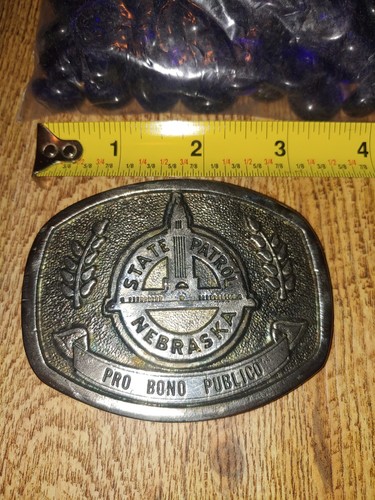 1 2 3 4
STATE PATROL
NEBRASKA
PRO BONO PUBLICO